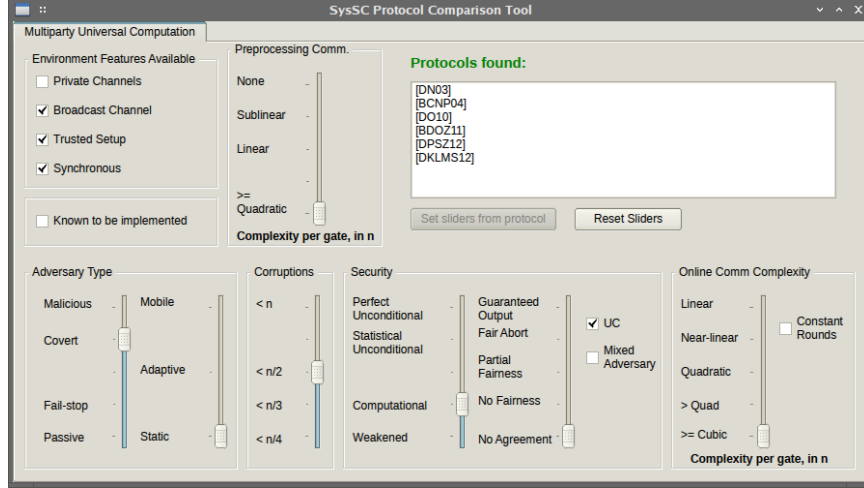 SysSC Protocol Comparison Tool
Multiparty Universal Computation
Environment Features Available
Private Channels
Broadcast Channel
Trusted Setup
Synchronous
Known to be implemented
Preprocessing Comm.
None
Sublinear
Linear
>=
Quadratic
Complexity per gate, in n
Protocols found:
[DN03]
[BCNP04]
[DO10]
[BDOZ11]
[DPSZ12]
[DKLMS12]
Set sliders from protocol
Reset Sliders
Adversary Type
Malicious
Covert
Fail-stop
Passive
Mobile
Adaptive
Static
Corruptions
< n
< n/2
< n/3
< n/4
Security
Perfect
Unconditional
Statistical
Unconditional
Computational
Weakened
Guaranteed
Output
Fair Abort
Partial
Fairness
No Fairness
No Agreement
UC
Mixed
Adversary
Online Comm Complexity
Linear
Near-linear
Quadratic
> Quad
>= Cubic
Constant
Rounds
Complexity per gate, in n